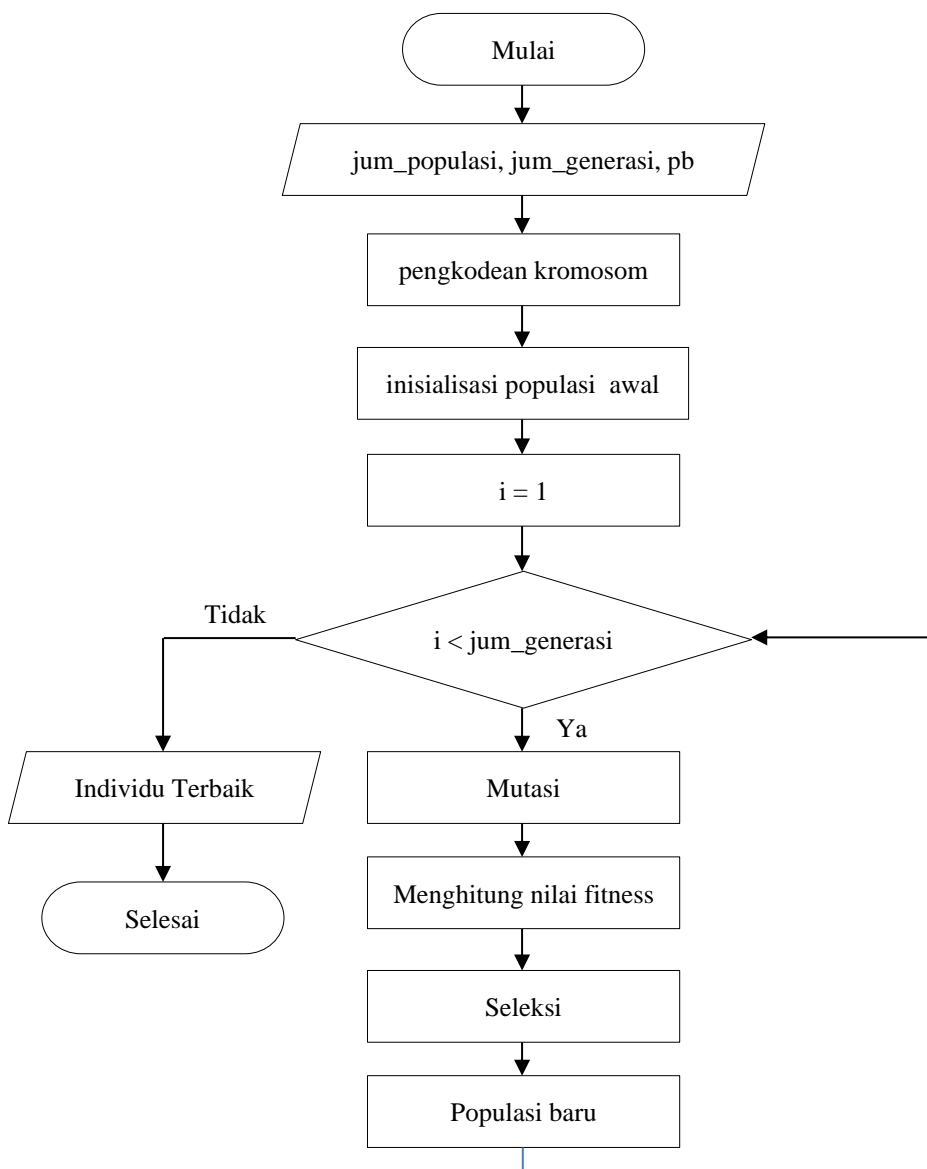 Mulai
jum_populasi, jum_generasi, pb
pengkodean kromosom
inisialisasi populasi  awal
i = 1
Tidak
i < jum_generasi
Ya
Individu Terbaik
Mutasi
Menghitung nilai fitness
Selesai
Seleksi
Populasi baru